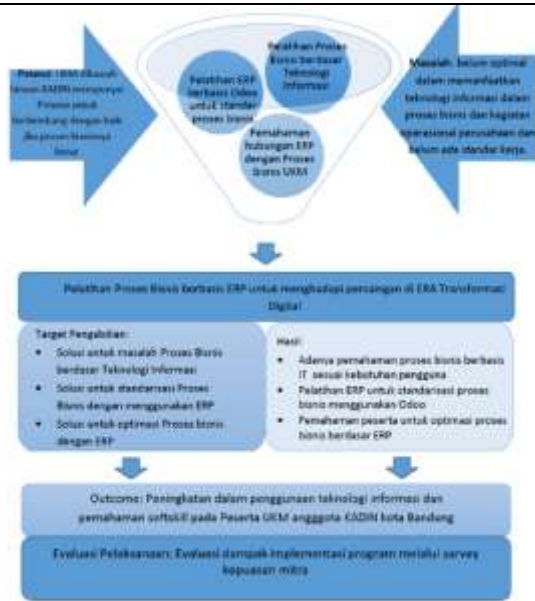 Potensi: UKM dibawah
binaan KADIN mempunyai
Potensi untuk
berkembang dengan baik
jika proses bisnisnya
benar
Pelatihan ERP
berbasis Odoo
untuk standar
proses bisnis
Pelatihan Proses
Bisnis berdasar
Teknologi
Informasi
Pemahaman
hubungan ERP
dengan Proses
bisnis UKM
Masalah: belum optimal
dalam memanfaatkan
teknologi informasi dalam
proses bisnis dan kegiatan
operasional perusahaan dan
belum ada standar kerja.
Pelatihan Proses Bisnis berbasis ERP untuk menghadapi persaingan di ERA Transformasi
Digital
Target Pengabdian:
• Solusi untuk masalah Proses Bisnis
berdasar Teknologi Informasi
• Solusi untuk standarisasi Proses
Bisnis dengan menggunakan ERP
• Solusi untuk optimasi Proses bisnis
dengan ERP
Hasil:
• Adanya pemahaman proses bisnis berbasis
IT sesuai kebutuhan pengguna
• Pelatihan ERP untuk standarisasi proses
bisnis menggunakan Odoo
• Pemahaman peserta untuk optimasi proses
bisnis berdasar ERP
Outcome: Peningkatan dalam penggunaan teknologi informasi dan
pemahaman softskill pada Peserta UKM angggota KADIN kota Bandung
Evaluasi Pelaksanaan: Evaluasi dampak implementasi program melalui survey
kepuasan mitra